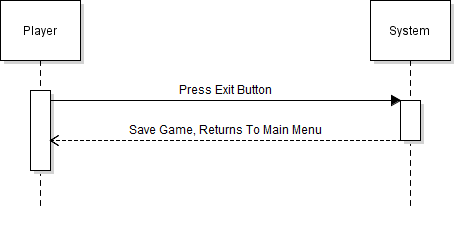 Player
System
Press Exit Button
Save Game, Returns To Main Menu